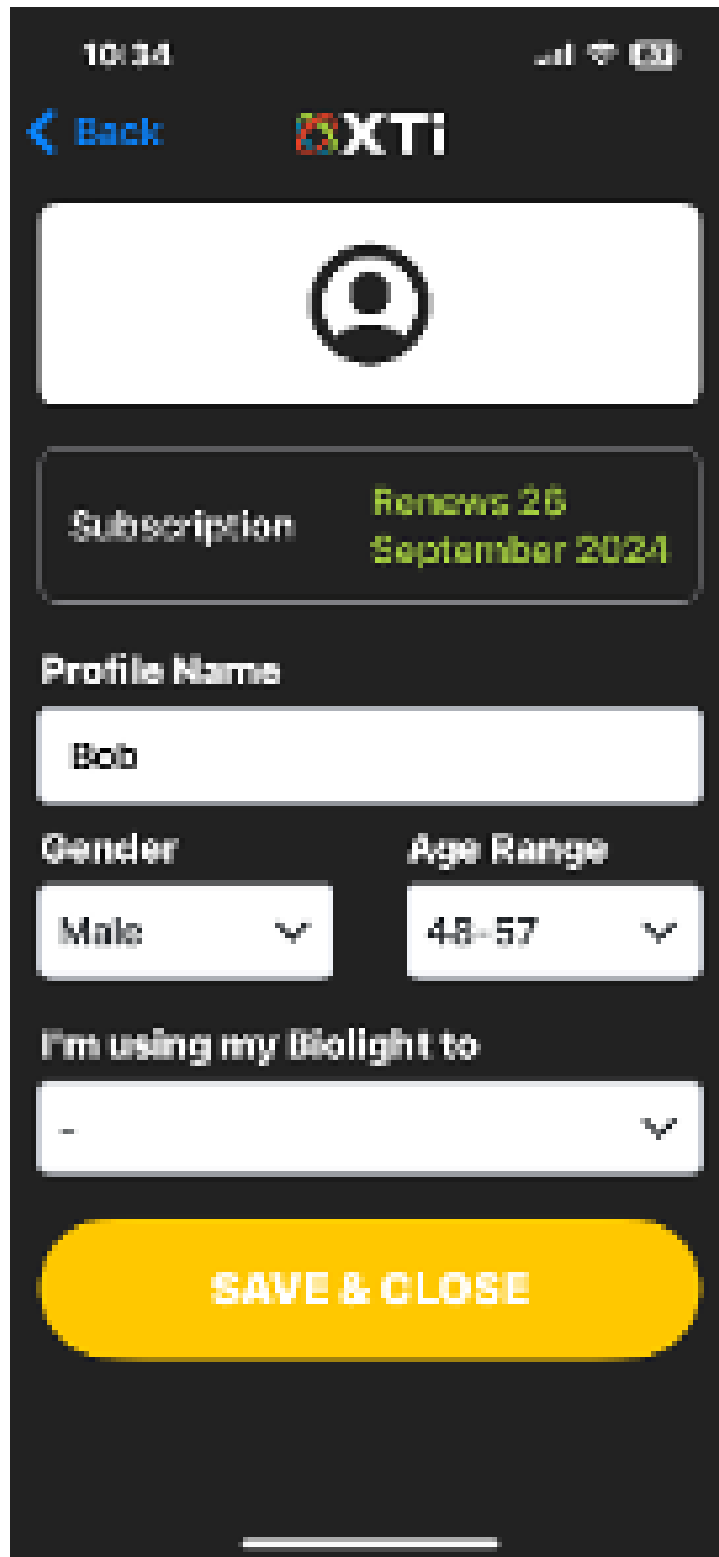 10:34
Back
XTi
Subscription
Renews 26
September 2024
Profile Name
Bob
Gender
Age Range
Male
48-57
I'm using my Biolight to
-
SAVE & CLOSE